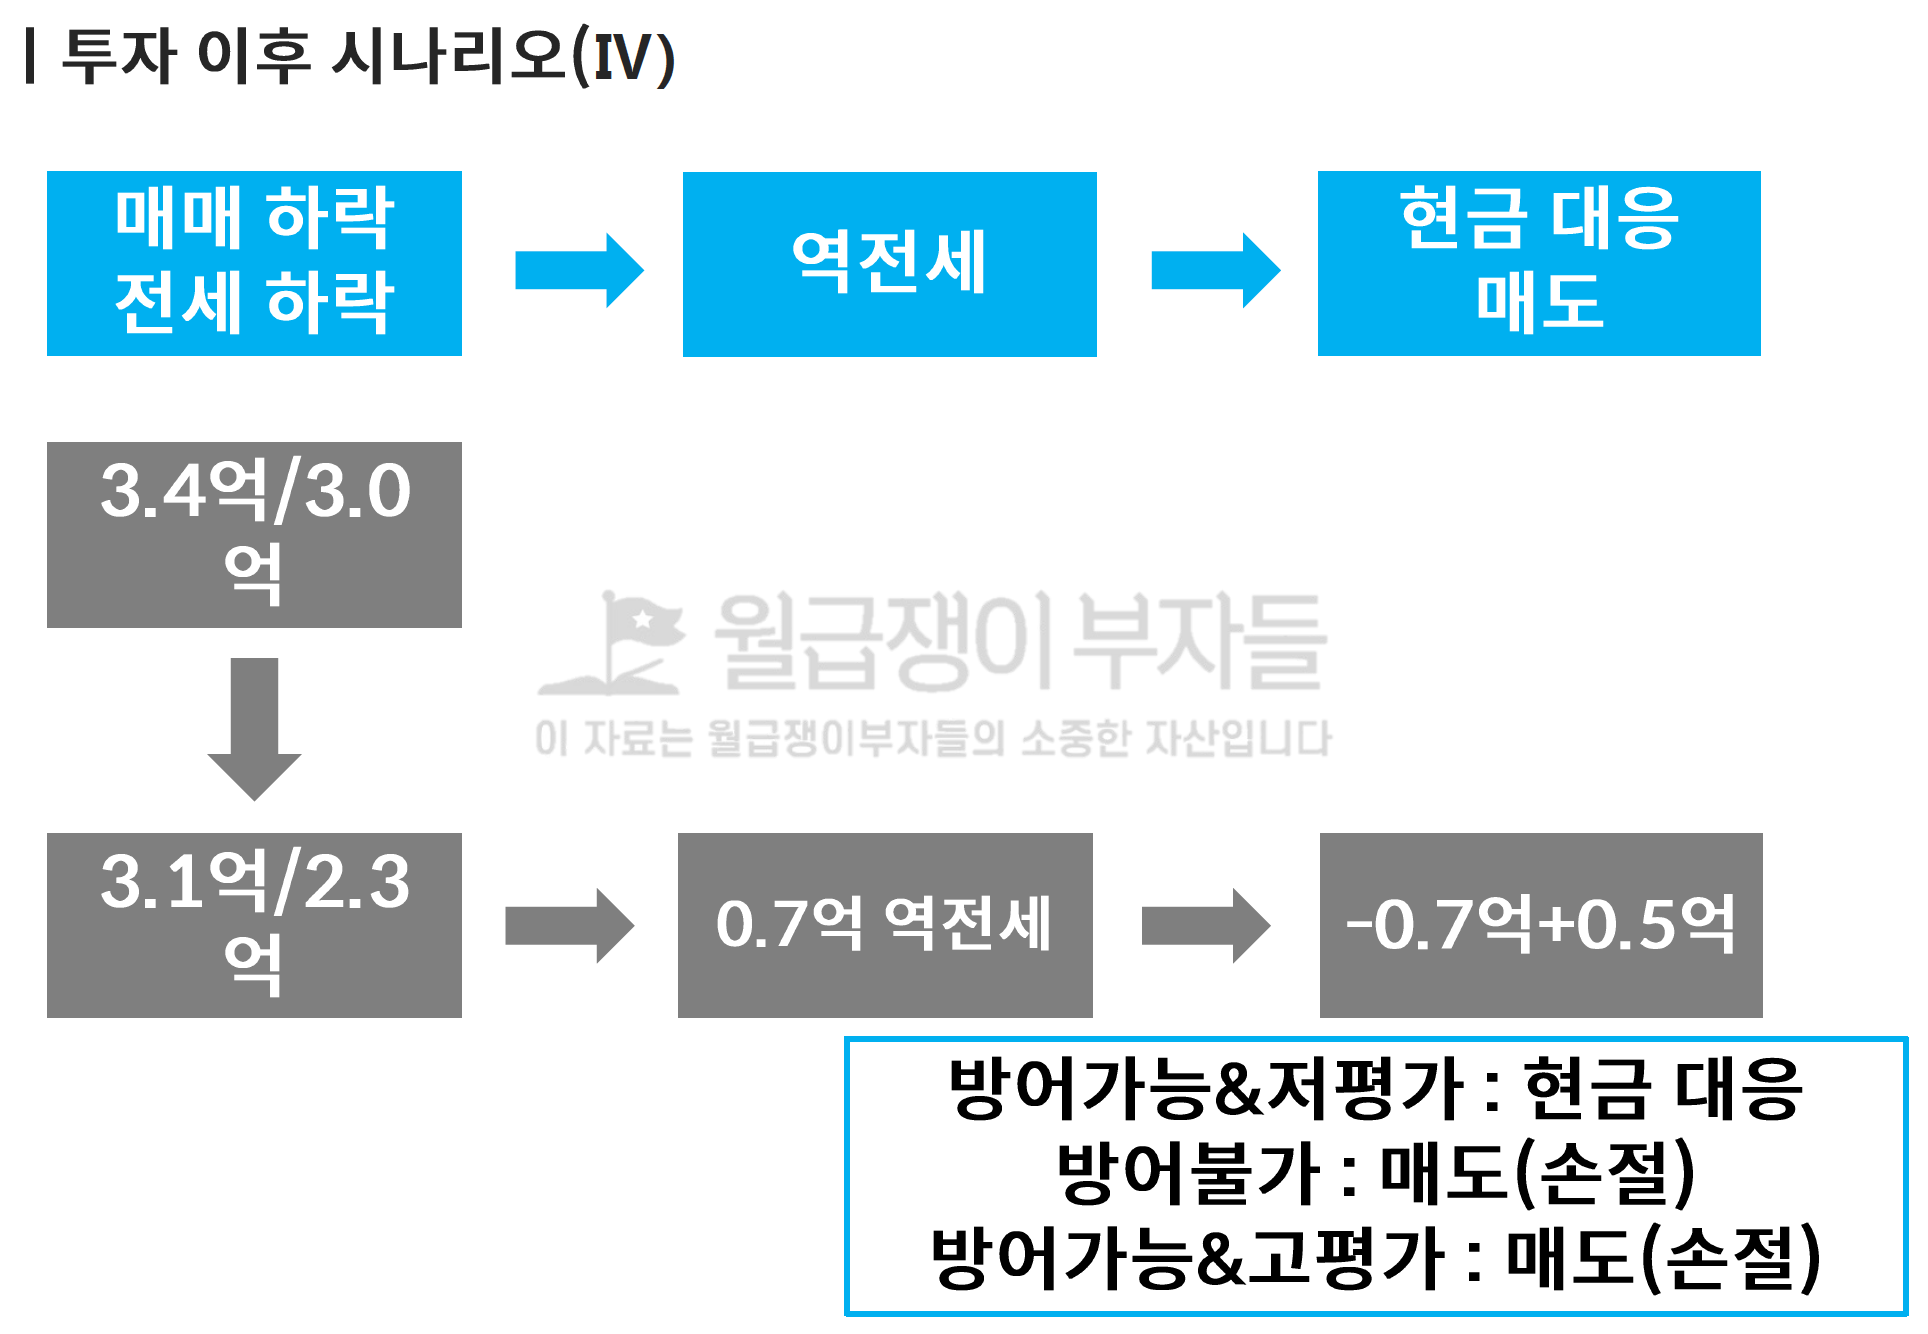 | 투자 이후 시나리오(IV)
매매 하락
전세 하락
역전세
현금 대응
매도
3.4억/3.0
억
월급쟁이 부자들
이 자료는 월급쟁이부자들의 소중한 자산입니다
3.1억/2.3
억
0.7억 역전세
-0.7억+0.5억
방어가능&저평가 : 현금 대응
방어불가 : 매도(손절)
방어가능&고평가 : 매도(손절)